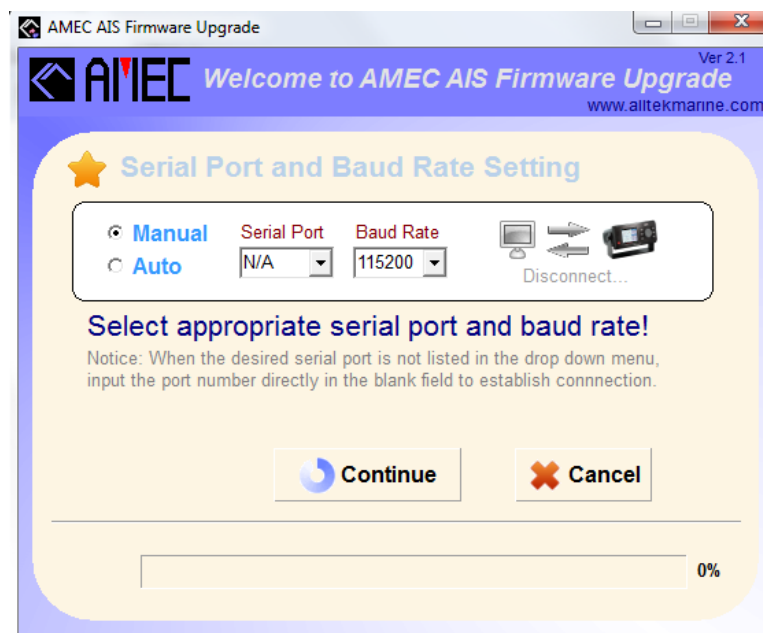 AMEC AIS Firmware Upgrade
Ver 2.1
AMEC Welcome to AMEC AIS Firmware Upgrade
www.alltekmarine.com
Serial Port and Baud Rate Setting
Manual Serial Port Baud Rate
Auto N/A 115200
Disconnect...
Select appropriate serial port and baud rate!
Notice: When the desired serial port is not listed in the drop down menu,
input the port number directly in the blank field to establish connnection.
Continue Cancel
0%